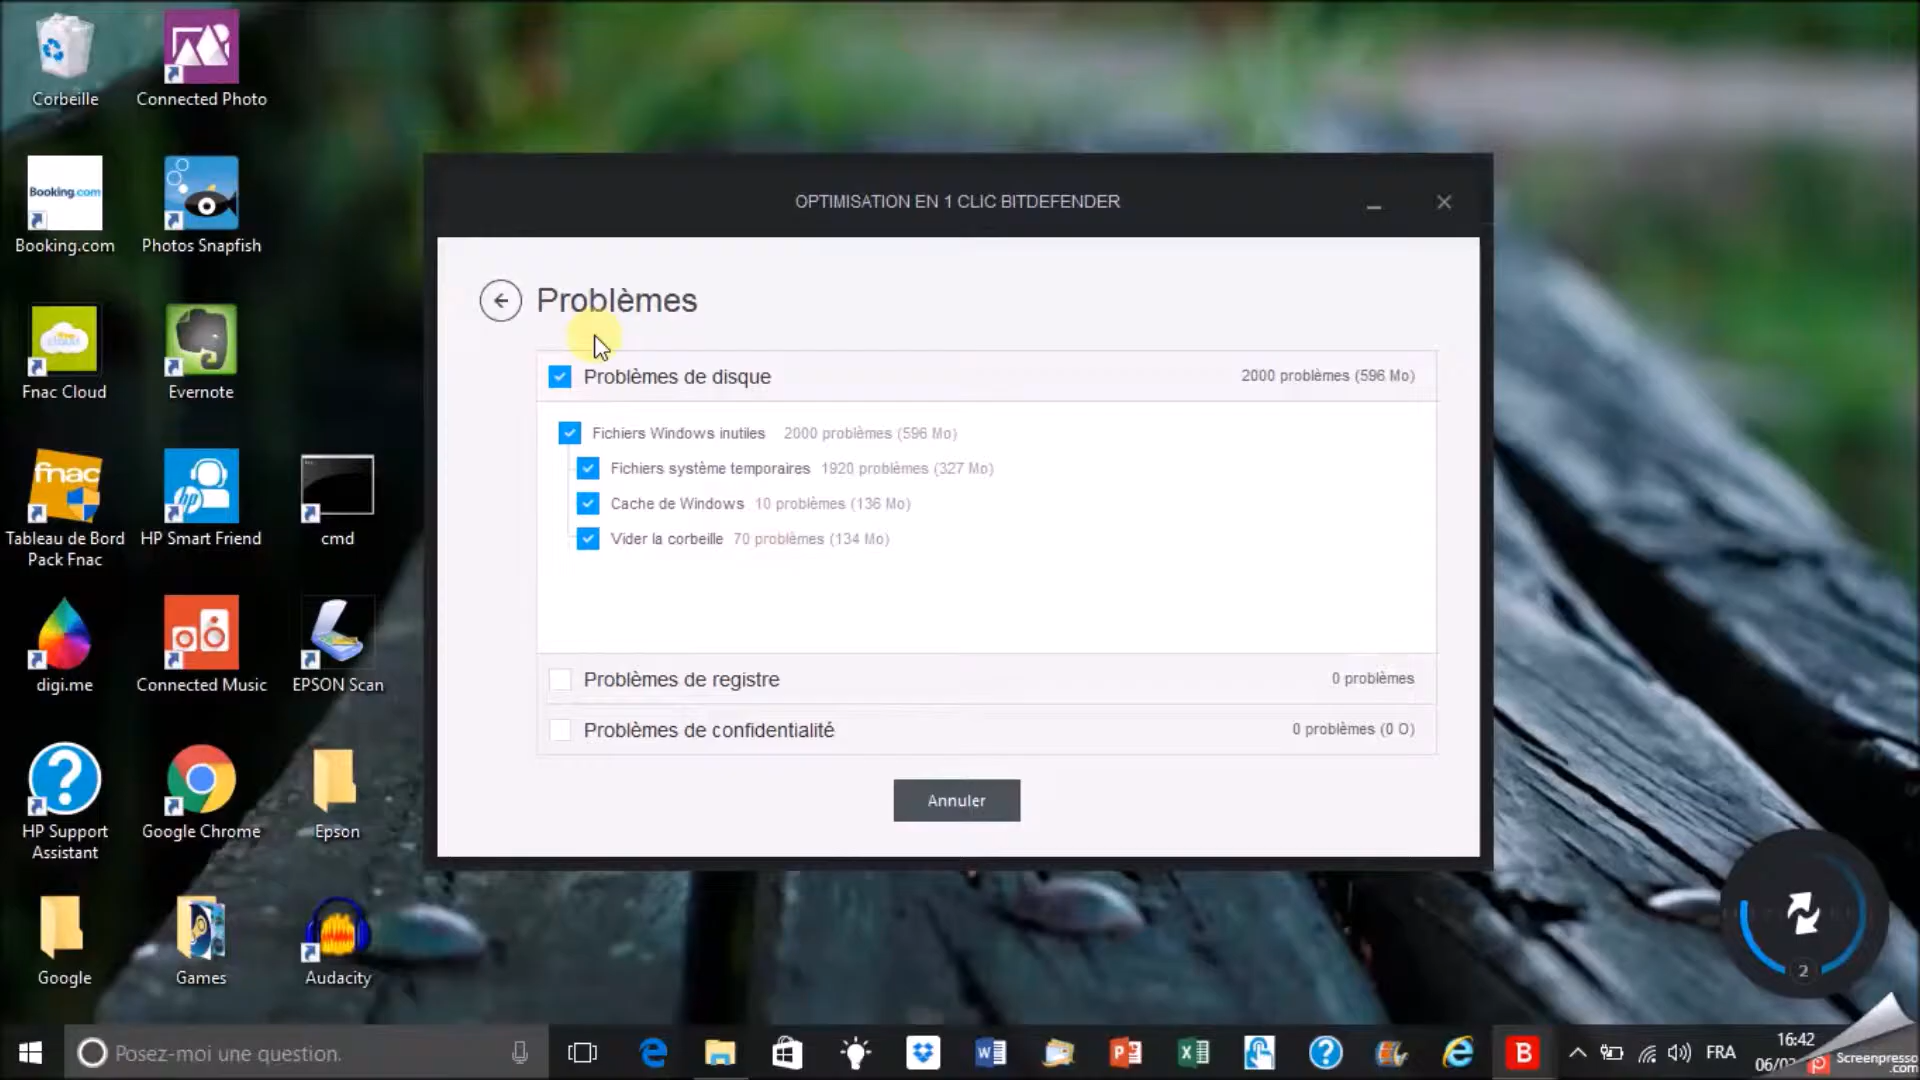 Corbeille
Connected Photo
Booking.com
Booking.com
Photos Snapfish
Fnac Cloud
Evernote
fnac
hp
Tableau de Bord
Pack Fnac
HP Smart Friend
cmd
digi.me
Connected Music
EPSON Scan
HP Support
Assistant
Google Chrome
Epson
Google
Games
Audacity
OPTIMISATION EN 1 CLIC BITDEFENDER
Problèmes
Problèmes de disque
2000 problèmes (596 Mo)
Fichiers Windows inutiles 2000 problèmes (596 Mo)
Fichiers système temporaires 1920 problèmes (327 Mo)
Cache de Windows 10 problèmes (136 Mo)
Vider la corbeille 70 problèmes (134 Mo)
Problèmes de registre
0 problèmes
Problèmes de confidentialité
0 problèmes (0 O)
Annuler
2
Posez-moi une question.
B
FRA
16:42
Screenpresso
.com